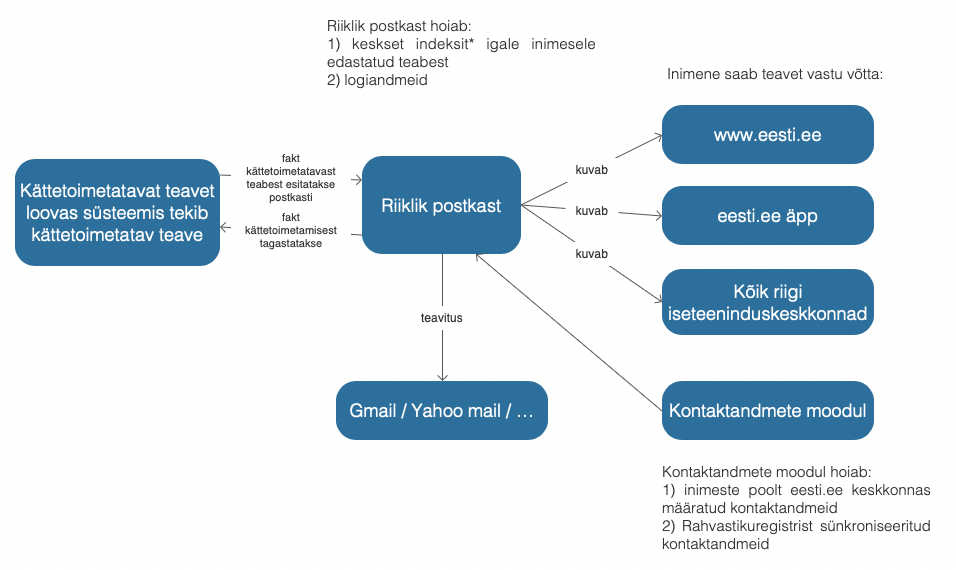 Riiklik postkast hoiab:
1) keskset indeksit* igale inimesele
edastatud teabest
2) logiandmeid
Inimene saab teavet vastu võtta:
www.eesti.ee
fakt
kättetoimetatavast
teabest esitatakse
postkasti
kuvab
Kättetoimetatavat teavet
loovas süsteemis tekib
kättetoimetatav teave
Riiklik postkast
kuvab
eesti.ee äpp
fakt
kättetoimetamisest
tagastatakse
kuvab
Kõik riigi
iseteeninduskeskkonnad
teavitus
Gmail / Yahoo mail / ...
Kontaktandmete moodul
Kontaktandmete moodul hoiab:
1) inimeste poolt eesti.ee keskkonnas
määratud kontaktandmeid
2) Rahvastikuregistrist sünkroniseeritud
kontaktandmeid